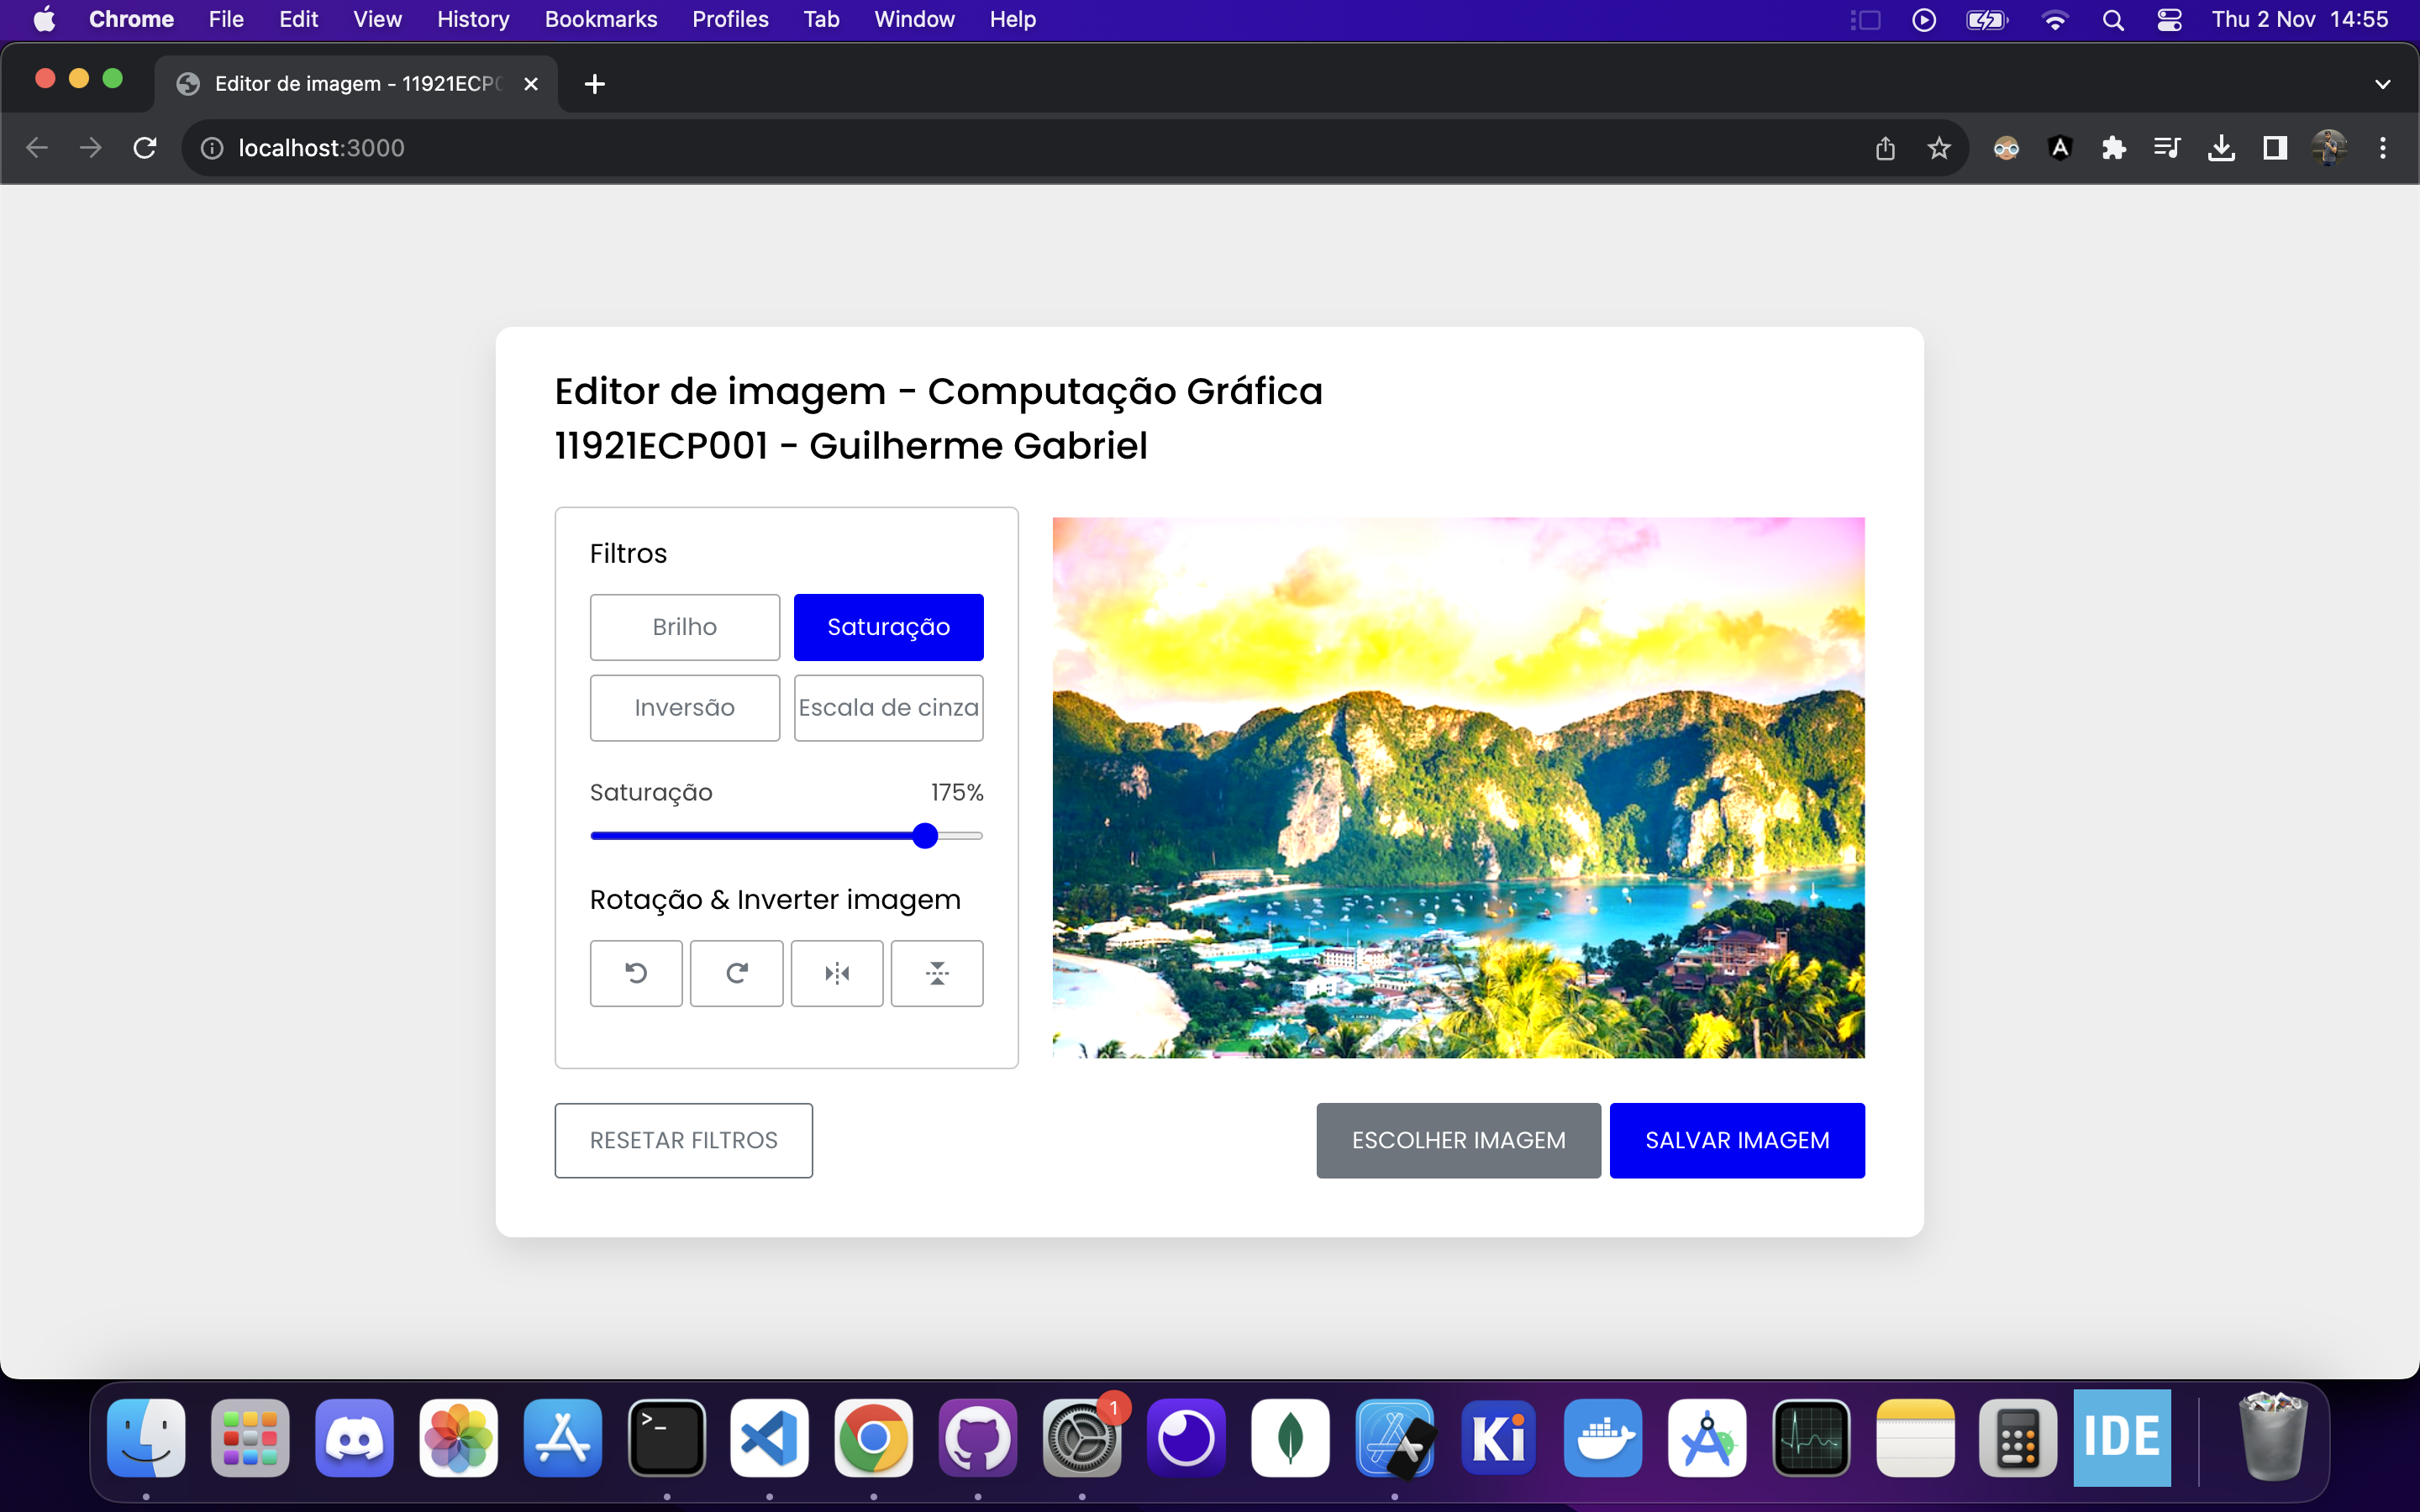 Chrome File Edit View History Bookmarks Profiles Tab Window Help Thu 2 Nov 14:55
Editor de imagem - 11921ECP
localhost:3000
Editor de imagem - Computação Gráfica
11921ECP001 - Guilherme Gabriel
Filtros
Brilho Saturação
Inversão Escala de cinza
Saturação 175%
Rotação & Inverter imagem
RESETAR FILTROS ESCOLHER IMAGEM SALVAR IMAGEM
1
>_ Ki IDE